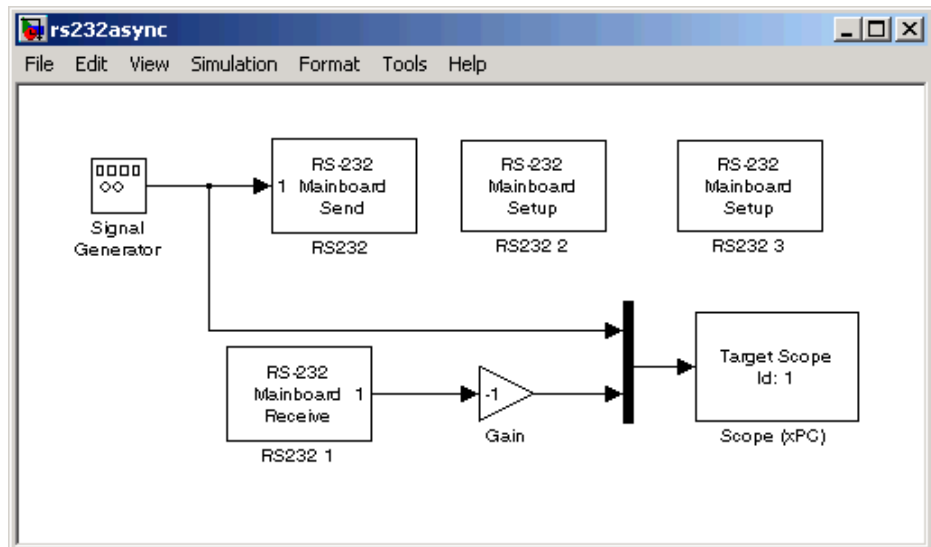 rs232async
File Edit View Simulation Format Tools Help
Signal
Generator
1
RS-232
Mainboard
Send
RS232
RS-232
Mainboard
Setup
RS232 2
RS-232
Mainboard
Setup
RS232 3
RS-232
Mainboard 1
Receive
RS232 1
-1
Gain
Target Scope
Id: 1
Scope (xPC)